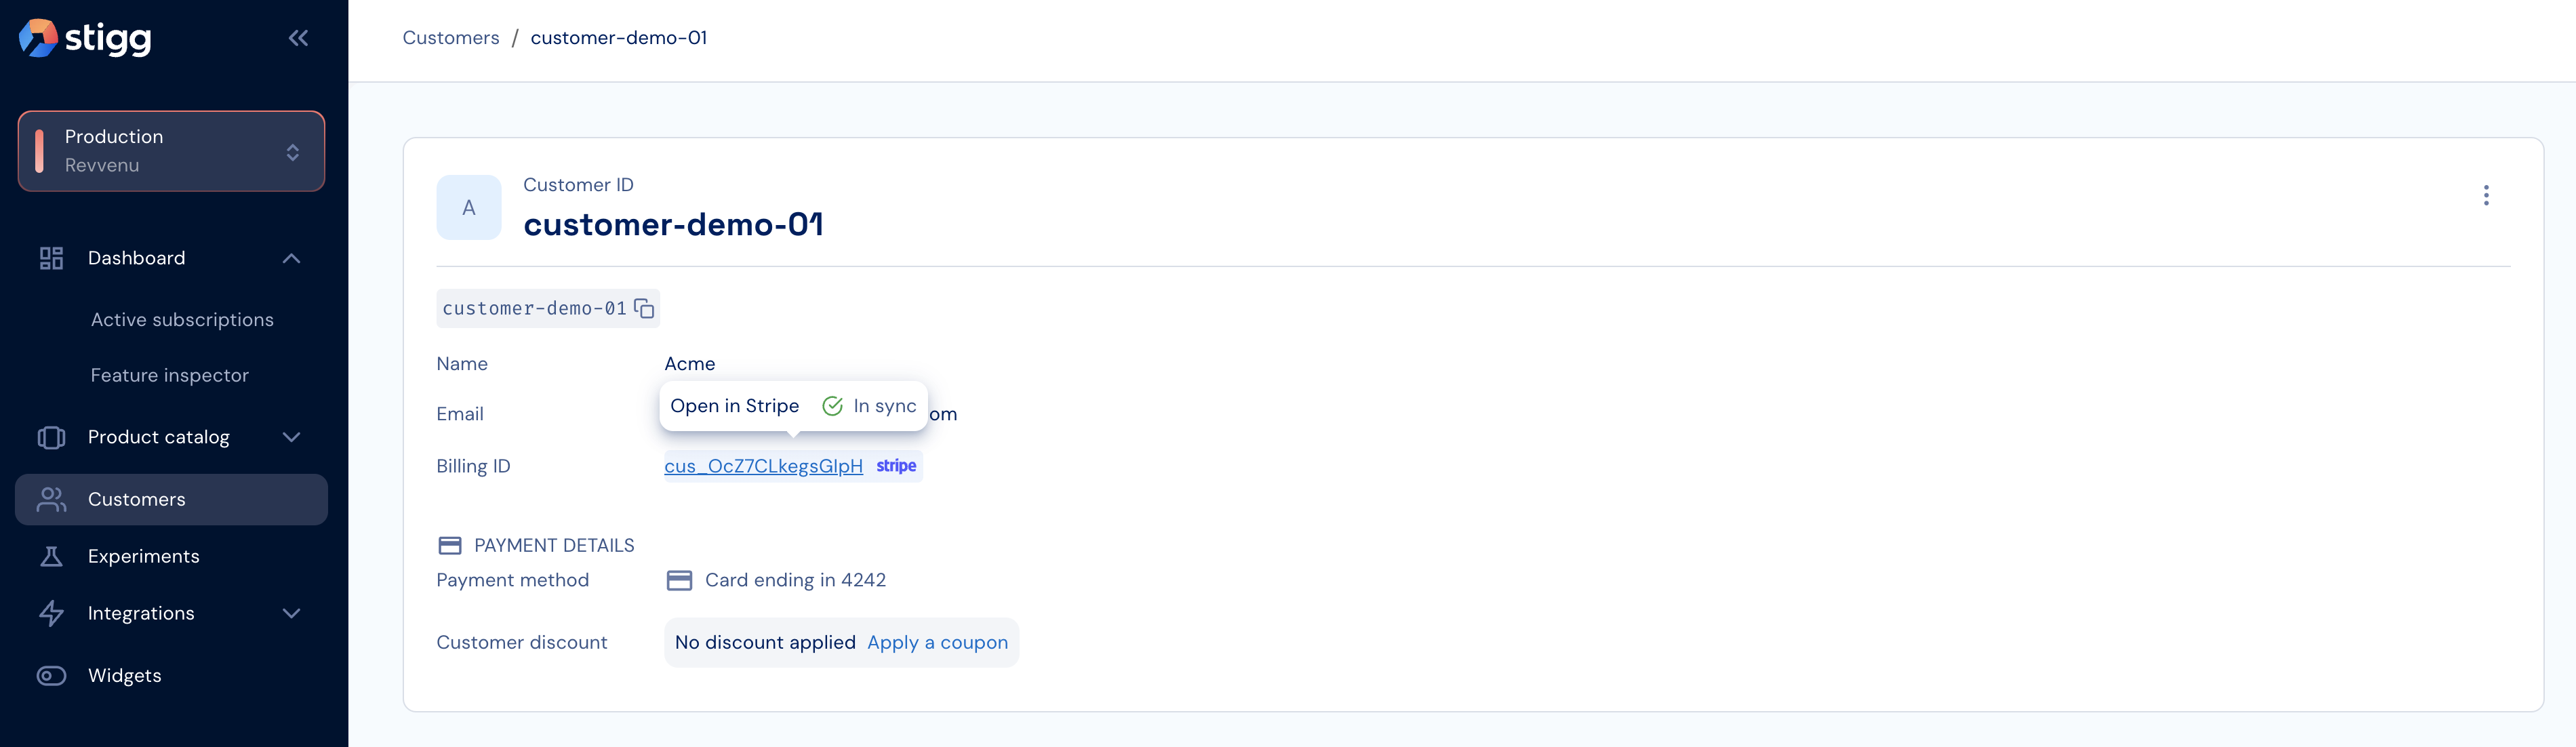 stigg
Production
Revvenu
Dashboard
Active subscriptions
Feature inspector
Product catalog
Customers
Experiments
Integrations
Widgets
Customers / customer-demo-01
A
Customer ID
customer-demo-01
customer-demo-01
Name Acme
Open in Stripe In sync
Email om
Billing ID cus_OcZ7CLkegsGlpH stripe
PAYMENT DETAILS
Payment method Card ending in 4242
Customer discount No discount applied Apply a coupon